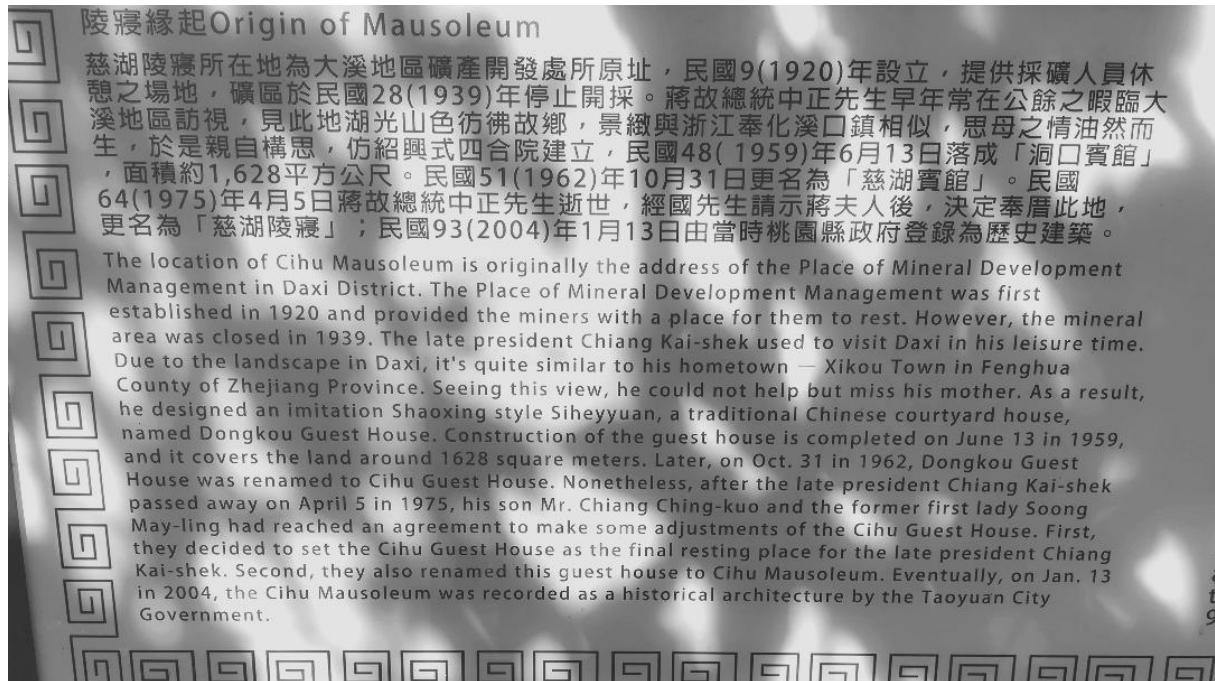 陵寢緣起Origin of Mausoleum
慈湖陵寢所在地為大溪地區礦產開發處所原址，民國9(1920)年設立，提供採礦人員休
憩之場地，礦區於民國28(1939)年停止開採。蔣故總統中正先生早年常在公餘之暇臨大
溪地區訪視，見此地湖光山色彷彿故鄉，景緻與浙江奉化溪口鎮相似，思母之情油然而
生，於是親自構思，仿紹興式四合院建立，民國48( 1959)年6月13日落成「洞口賓館」
，面積約1,628平方公尺。民國51(1962)年10月31日更名為「慈湖賓館」。民國
64(1975)年4月5日蔣故總統中正先生逝世，經國先生請示蔣夫人後，決定奉厝此地，
更名為「慈湖陵寢」；民國93(2004)年1月13日由當時桃園縣政府登錄為歷史建築。
The location of Cihu Mausoleum is originally the address of the Place of Mineral Development
Management in Daxi District. The Place of Mineral Development Management was first
established in 1920 and provided the miners with a place for them to rest. However, the mineral
area was closed in 1939. The late president Chiang Kai-shek used to visit Daxi in his leisure time.
Due to the landscape in Daxi, it's quite similar to his hometown — Xikou Town in Fenghua
County of Zhejiang Province. Seeing this view, he could not help but miss his mother. As a result,
he designed an imitation Shaoxing style Siheyyuan, a traditional Chinese courtyard house,
named Dongkou Guest House. Construction of the guest house is completed on June 13 in 1959,
and it covers the land around 1628 square meters. Later, on Oct. 31 in 1962, Dongkou Guest
House was renamed to Cihu Guest House. Nonetheless, after the late president Chiang Kai-shek
passed away on April 5 in 1975, his son Mr. Chiang Ching-kuo and the former first lady Soong
May-ling had reached an agreement to make some adjustments of the Cihu Guest House. First,
they decided to set the Cihu Guest House as the final resting place for the late president Chiang
Kai-shek. Second, they also renamed this guest house to Cihu Mausoleum. Eventually, on Jan. 13
in 2004, the Cihu Mausoleum was recorded as a historical architecture by the Taoyuan City
Government.